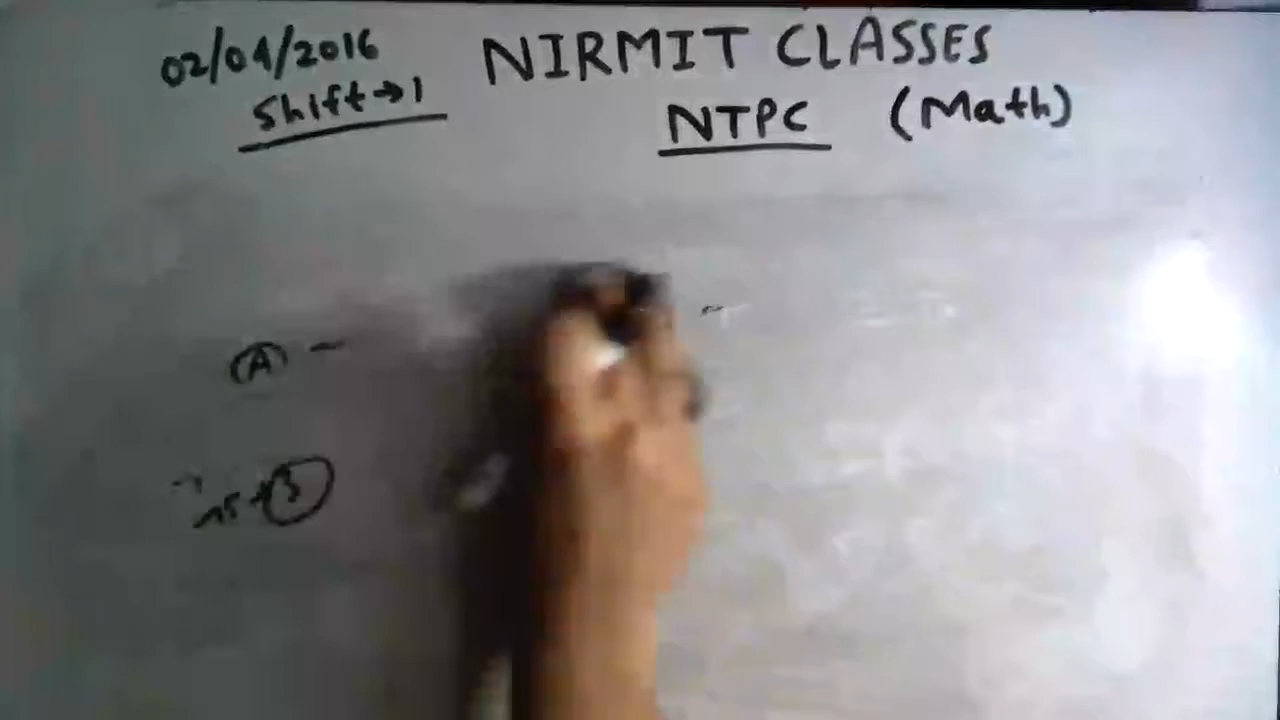 02/04/2016 NIRMIT CLASSES
Shift→1 NTPC (Math)
(A) -